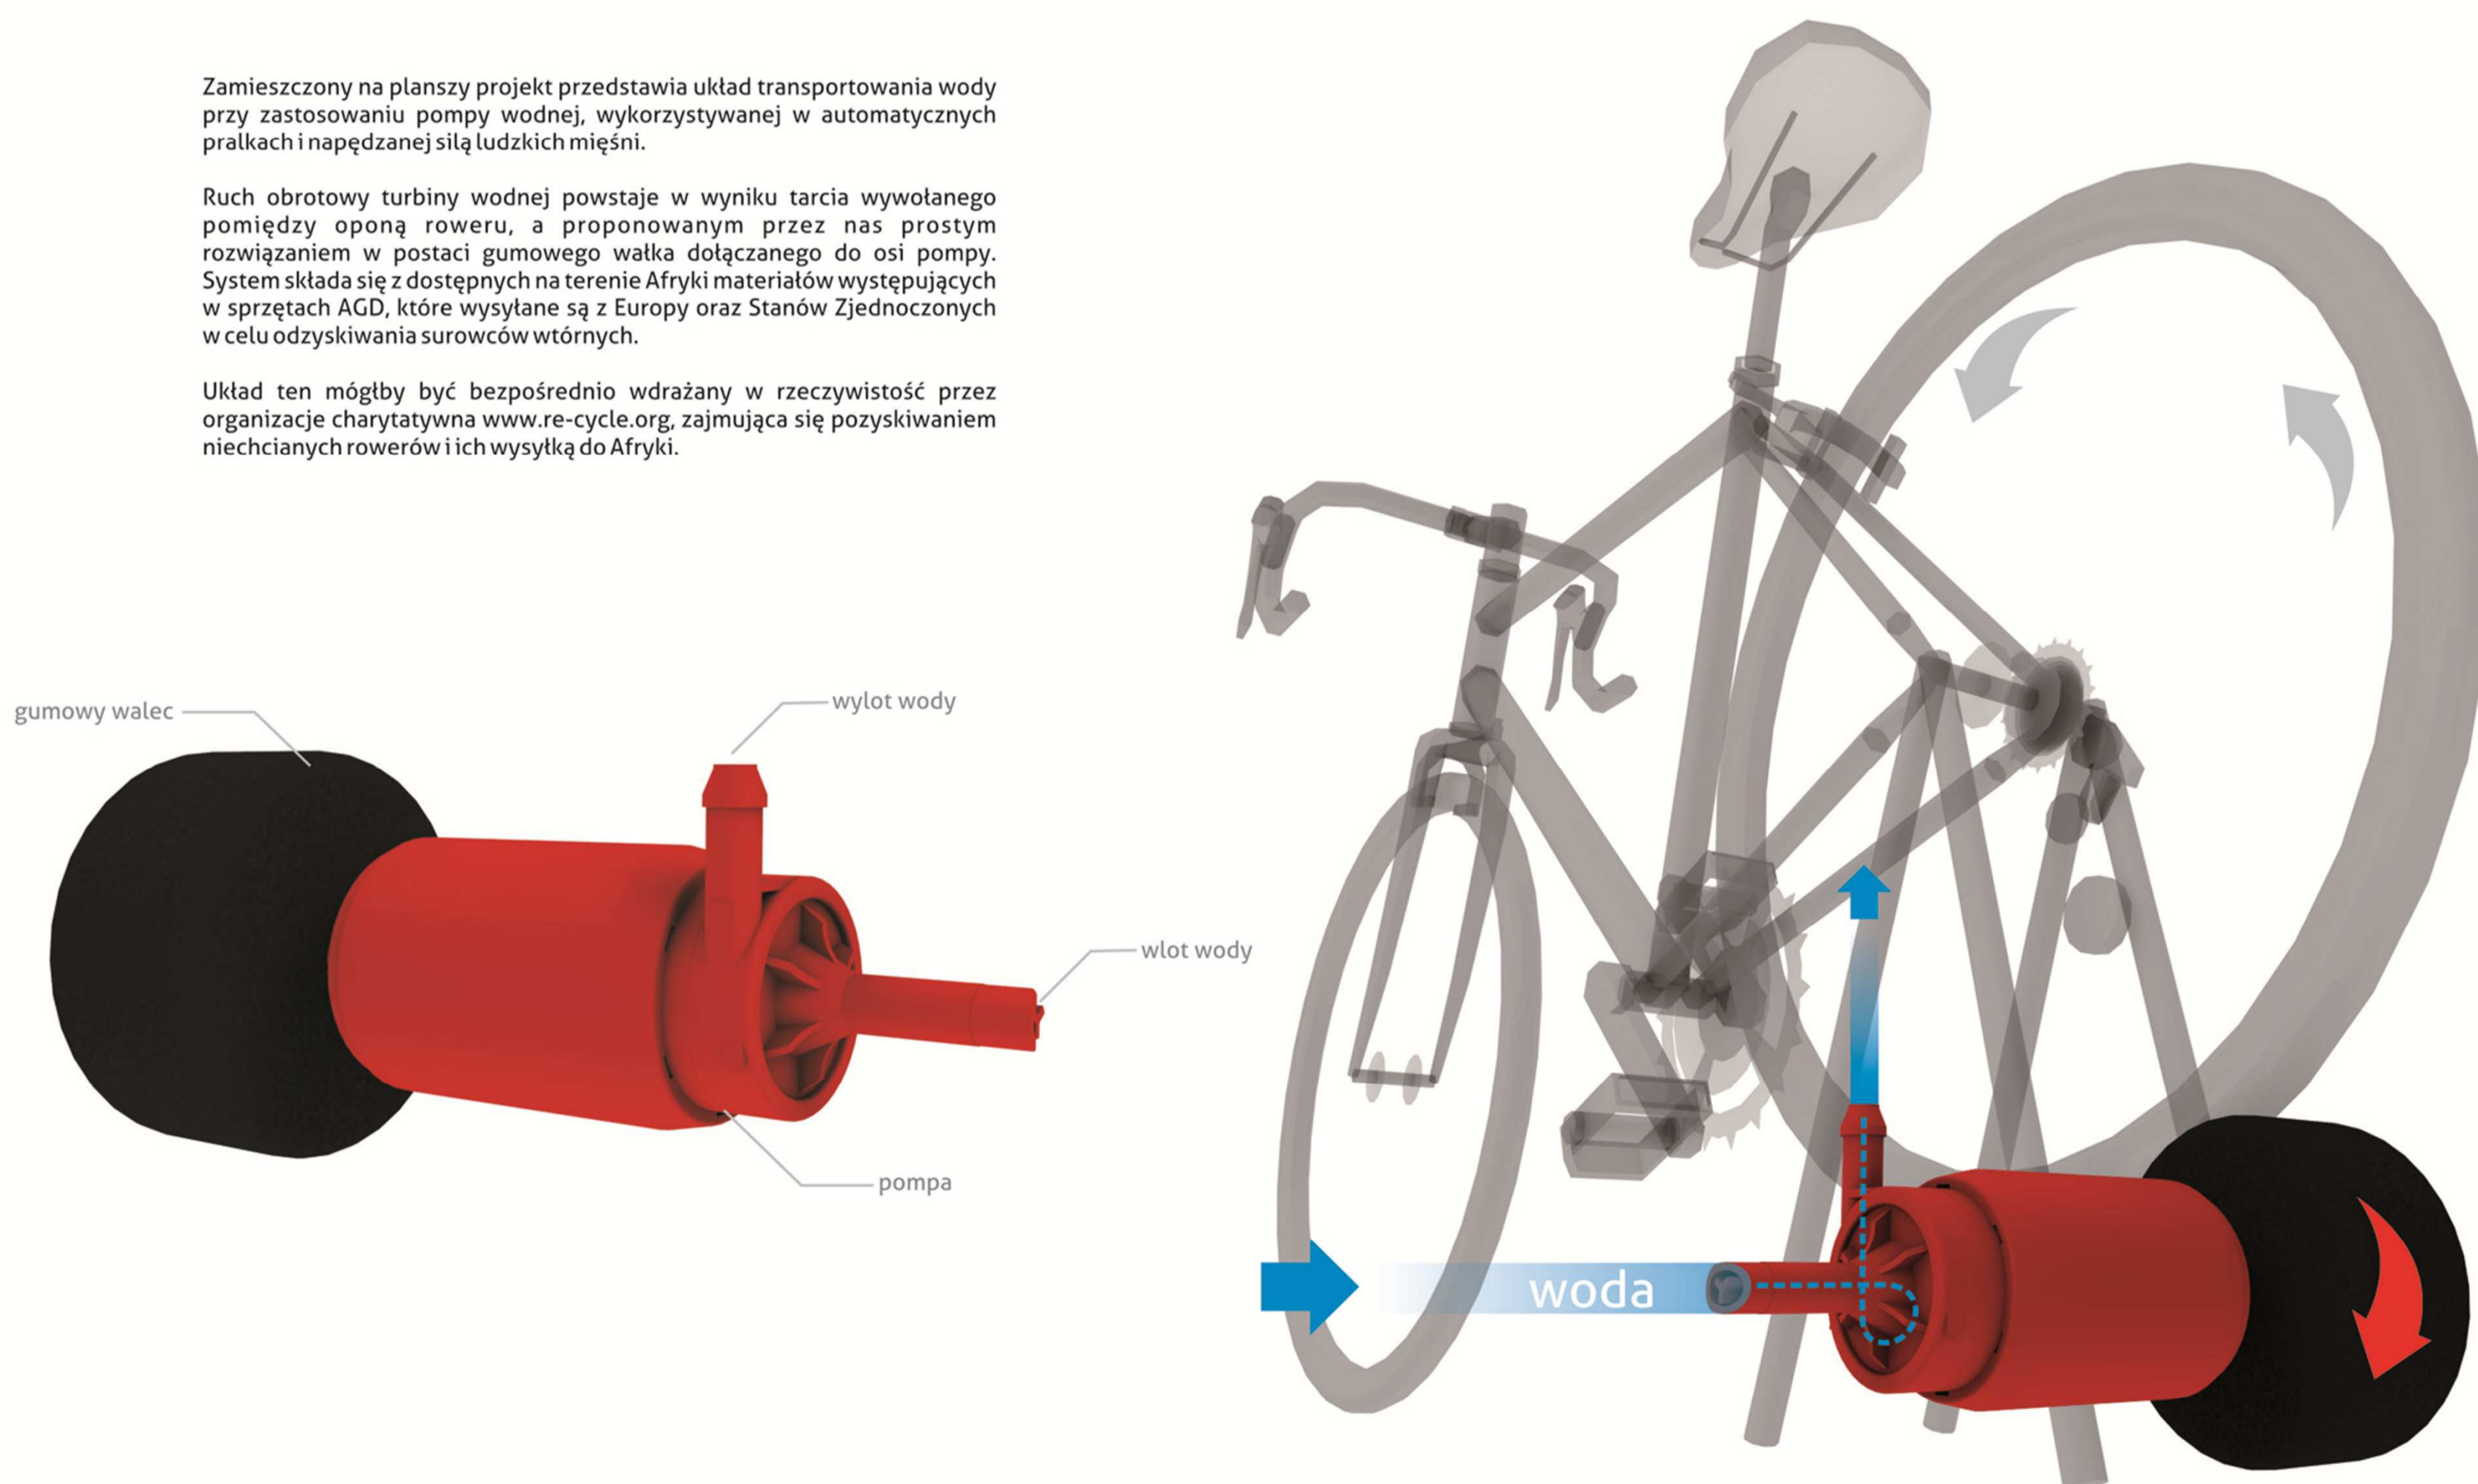 Zamieszczony na planszy projekt przedstawia układ transportowania wody
przy zastosowaniu pompy wodnej, wykorzystywanej w automatycznych
pralkach i napędzanej silą ludzkich mięśni.
Ruch obrotowy turbiny wodnej powstaje w wyniku tarcia wywołanego
pomiędzy oponą roweru, a proponowanym przez nas prostym
rozwiązaniem w postaci gumowego wałka dołączanego do osi pompy.
System składa się z dostępnych na terenie Afryki materiałów występujących
w sprzętach AGD, które wysyłane są z Europy oraz Stanów Zjednoczonych
w celu odzyskiwania surowców wtórnych.
Układ ten mógłby być bezpośrednio wdrażany w rzeczywistość przez
organizacje charytatywna www.re-cycle.org, zajmująca się pozyskiwaniem
niechcianych rowerów i ich wysyłką do Afryki.
gumowy walec
wylot wody
wlot wody
pompa
woda